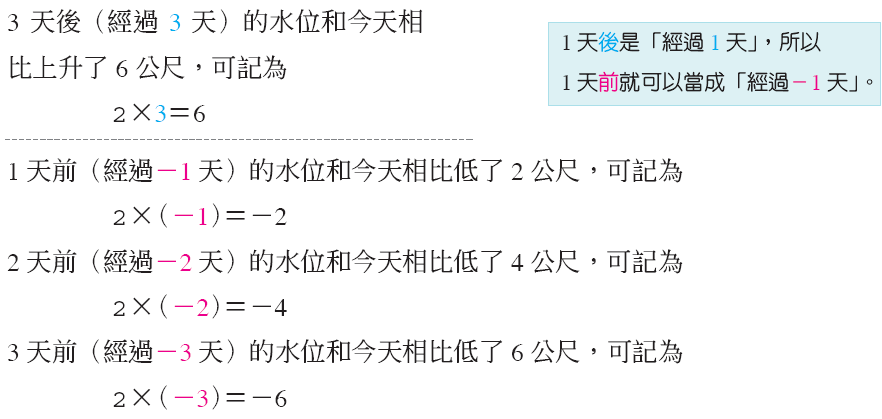 3 天後（經過 3 天）的水位和今天相
比上升了 6 公尺，可記為
2×3＝6
1 天後是「經過 1 天」，所以
1 天前就可以當成「經過－1 天」。
1 天前（經過－1 天）的水位和今天相比低了 2 公尺，可記為
2×(－1)＝－2
2 天前（經過－2 天）的水位和今天相比低了 4 公尺，可記為
2×(－2)＝－4
3 天前（經過－3 天）的水位和今天相比低了 6 公尺，可記為
2×(－3)＝－6